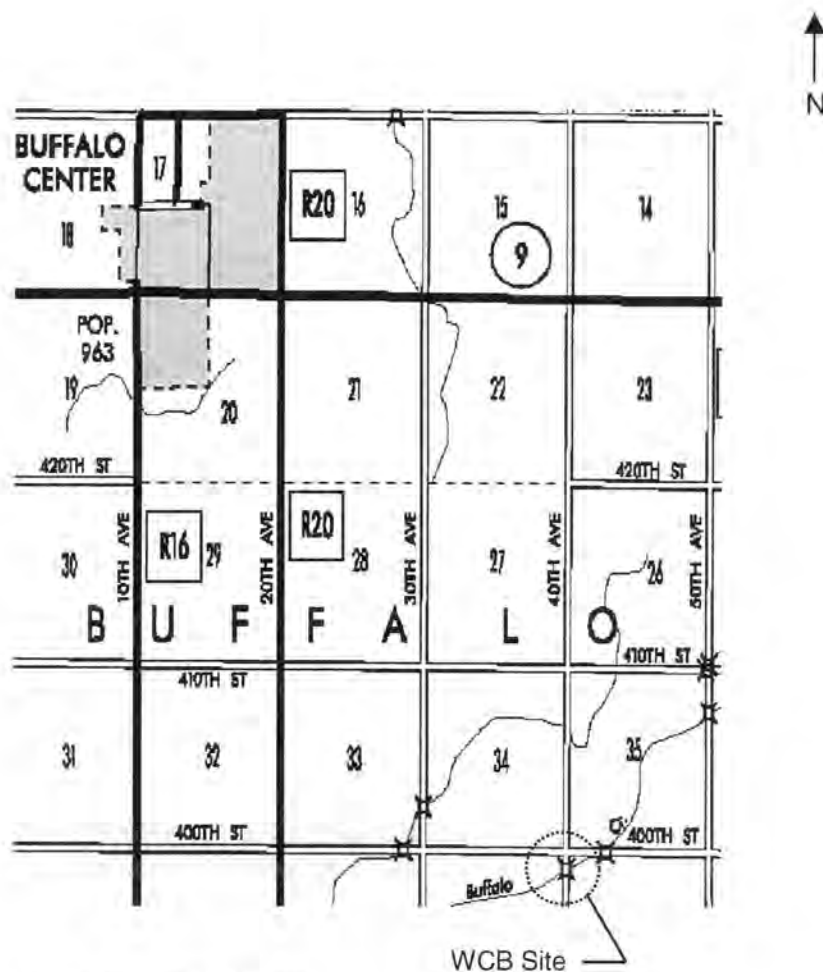 N
BUFFALO
CENTER
17
18
R20
16
15
14
9
POP.
963
19
20
21
22
23
420TH ST
420TH ST
10TH AVE
R16
29
20TH AVE
R20
28
30TH AVE
27
40TH AVE
26
50TH AVE
30
B U F F A L O
410TH ST
410TH ST
31
32
33
34
35
400TH ST
400TH ST
Buffalo
WCB Site